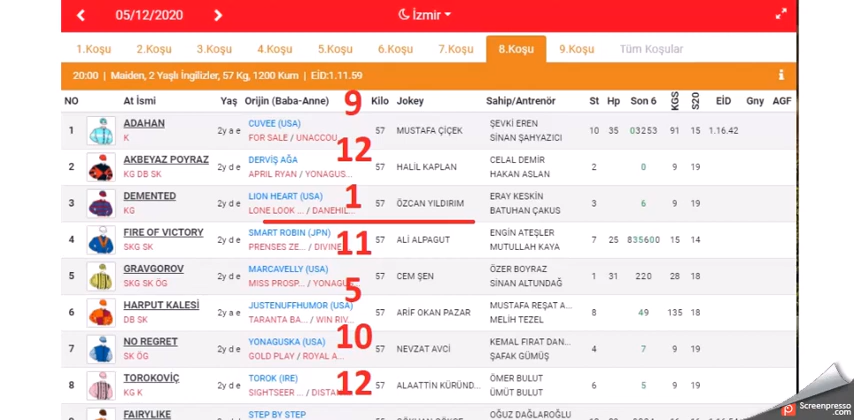 05/12/2020 İzmir
1.Koşu 2.Koşu 3.Koşu 4.Koşu 5.Koşu 6.Koşu 7.Koşu 8.Koşu 9.Koşu Tüm Koşular
20:00 | Maiden, 2 Yaşlı İngilizler, 57 Kg, 1200 Kum | EİD:1.11.59
NO At İsmi Yaş Orijin (Baba-Anne) Kilo Jokey Sahip/Antrenör St Hp Son 6 KGS S20 EİD Gny AGF
9
1 ADAHAN 2y a e CUVEE (USA) 57 MUSTAFA ÇİÇEK ŞEVKİ EREN 10 35 03253 91 15 1.16.42
K FOR SALE / UNACCOU... SİNAN ŞAHYAZICI
12
2 AKBEYAZ POYRAZ 2y d e DERVİŞ AĞA 57 HALİL KAPLAN CELAL DEMİR 2 0 9 19
KG DB SK APRIL RYAN / YONAGUS... HAKAN ASLAN
3 DEMENTED 2y d e LION HEART (USA) 1 57 ÖZCAN YILDIRIM ERAY KESKİN 3 6 9 19
KG LONE LOOK ... / DANEHIL... BATUHAN ÇAKUS
4 FIRE OF VICTORY 2y d e SMART ROBIN (JPN) 11 57 ALİ ALPAGUT ENGİN ATEŞLER 7 25 835600 15 14
SKG SK PRENSES ZE... / DIVINE MUTULLAH KAYA
5 GRAVGOROV 2y d e MARCAVELLY (USA) 57 CEM ŞEN ÖZER BOYRAZ 1 31 220 28 18
SKG SK ÖG MISS PROSP... / YONAGUS... SİNAN ALTUNDAĞ
5
6 HARPUT KALESİ 2y a e JUSTENUFFHUMOR (USA) 57 ARİF OKAN PAZAR MUSTAFA REŞAT A... 8 49 135 18
DB SK TARANTA BA... / WIN RIV... MELİH TEZEL
10
7 NO REGRET 2y d e YONAGUSKA (USA) 57 NEVZAT AVCİ KEMAL FIRAT DAN... 4 7 9 19
SK ÖG GOLD PLAY / ROYAL A... ŞAFAK GÜMÜŞ
8 TOROKOVİÇ 2y d e TOROK (IRE) 12 57 ALAATTİN KÜRÜND... ÖMER BULUT 6 5 9 19
KG K SIGHTSEER ... / DISTA ÜMÜT BULUT
FAIRYLIKE STEP BY STEP OĞUZ DAĞLAROĞLU
Screenpresso
.com